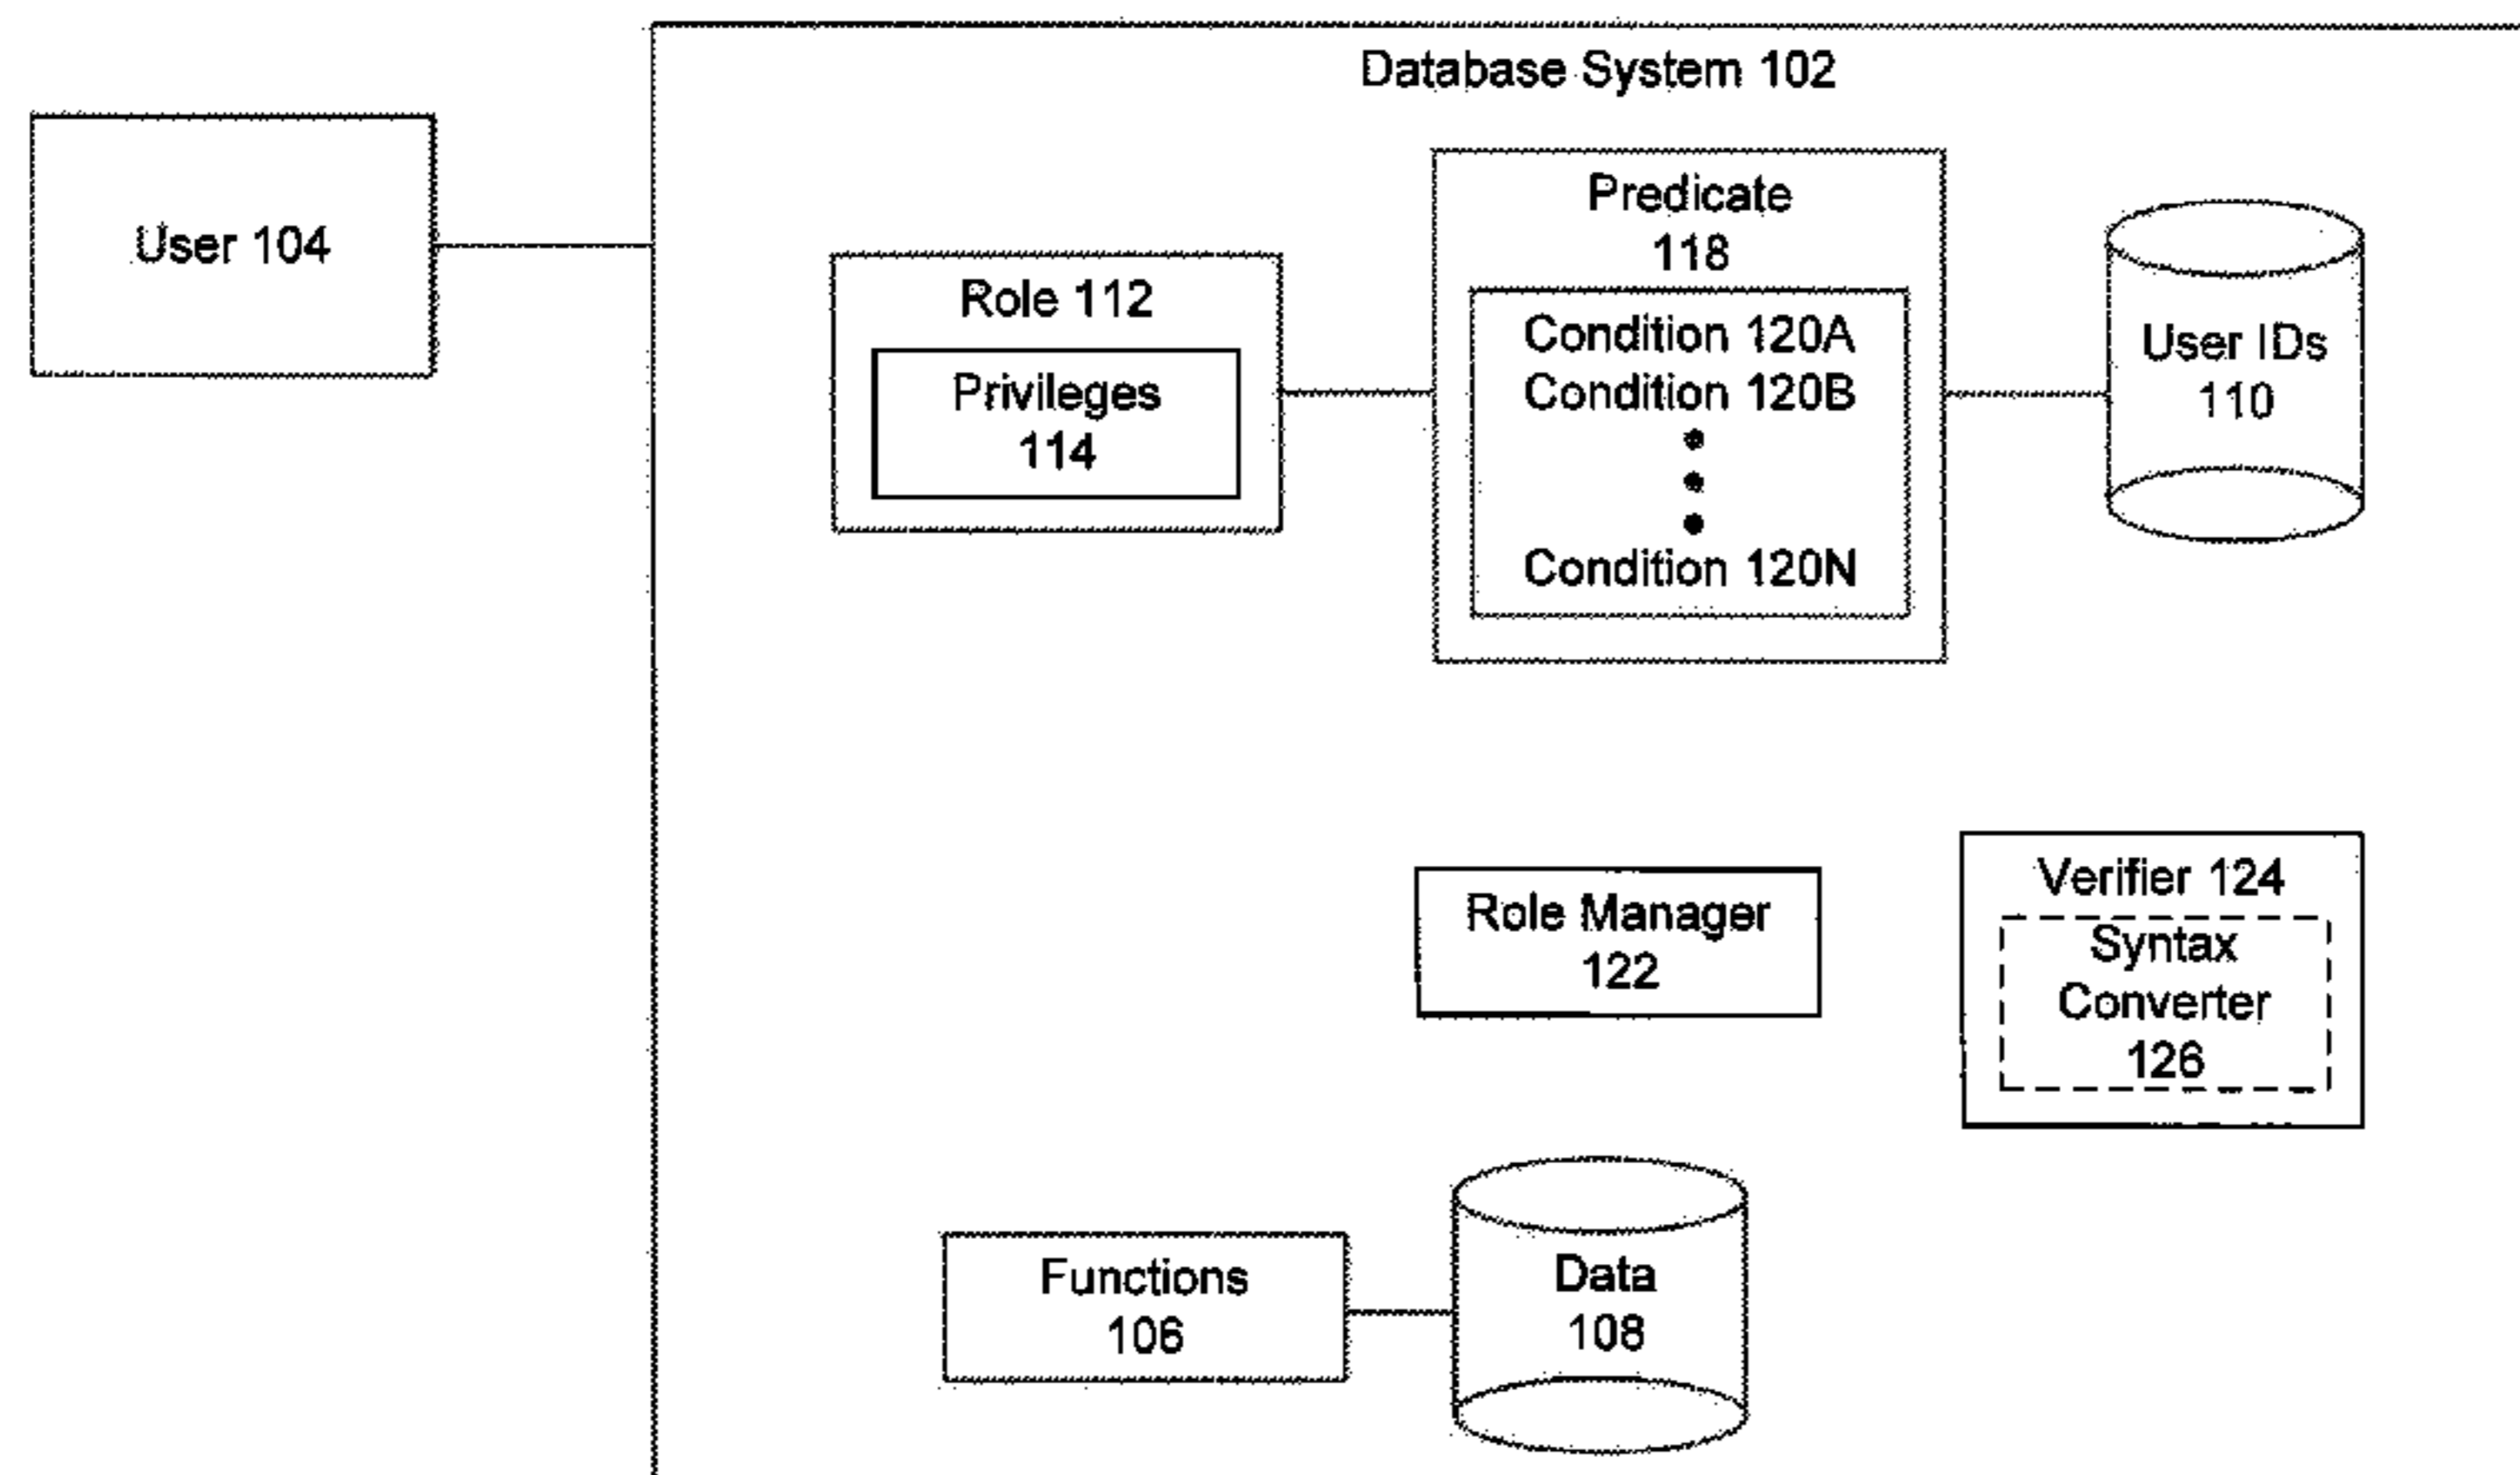 Database System 102
User 104
Role 112
Privileges
114
Predicate
118
Condition 120A
Condition 120B
Condition 120N
User IDs
110
Role Manager
122
Verifier 124
Syntax
Converter
126
Functions
106
Data
108